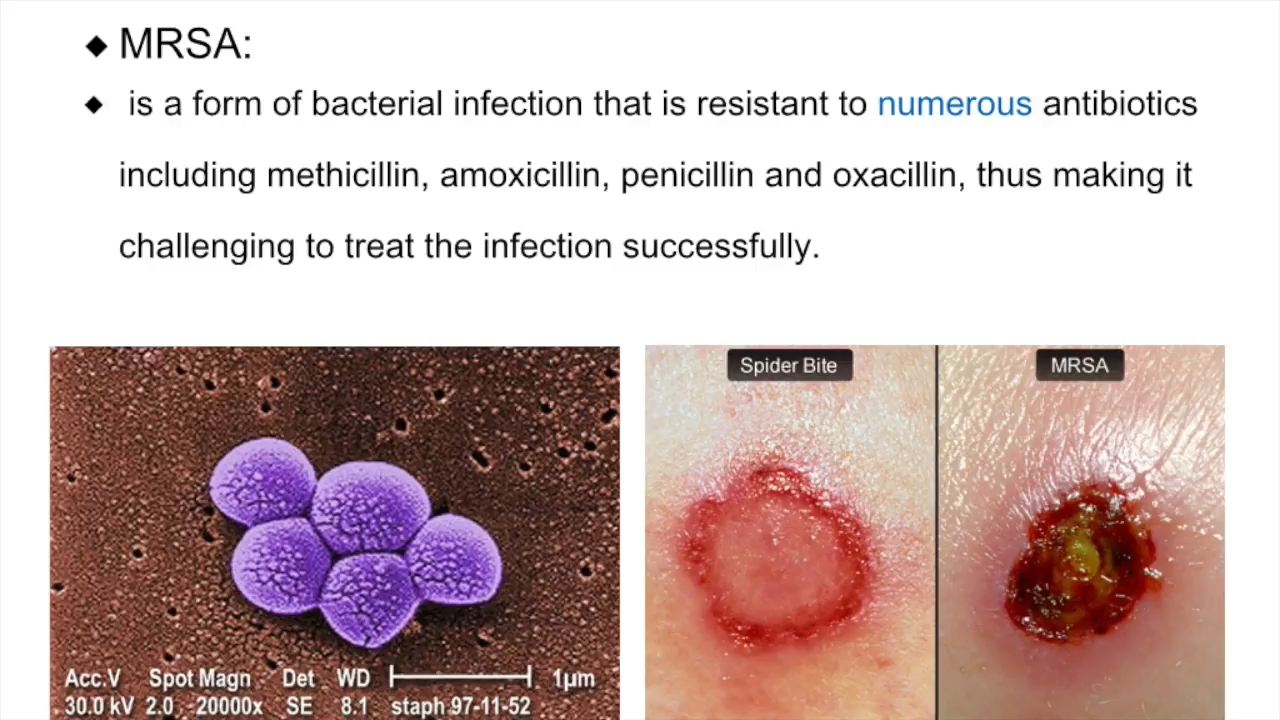 MRSA:
is a form of bacterial infection that is resistant to numerous antibiotics
including methicillin, amoxicillin, penicillin and oxacillin, thus making it
challenging to treat the infection successfully.
Spider Bite
MRSA
Acc.V Spot Magn Det WD 1µm
30.0 kV 2.0 20000x SE 8.1 staph 97-11-52